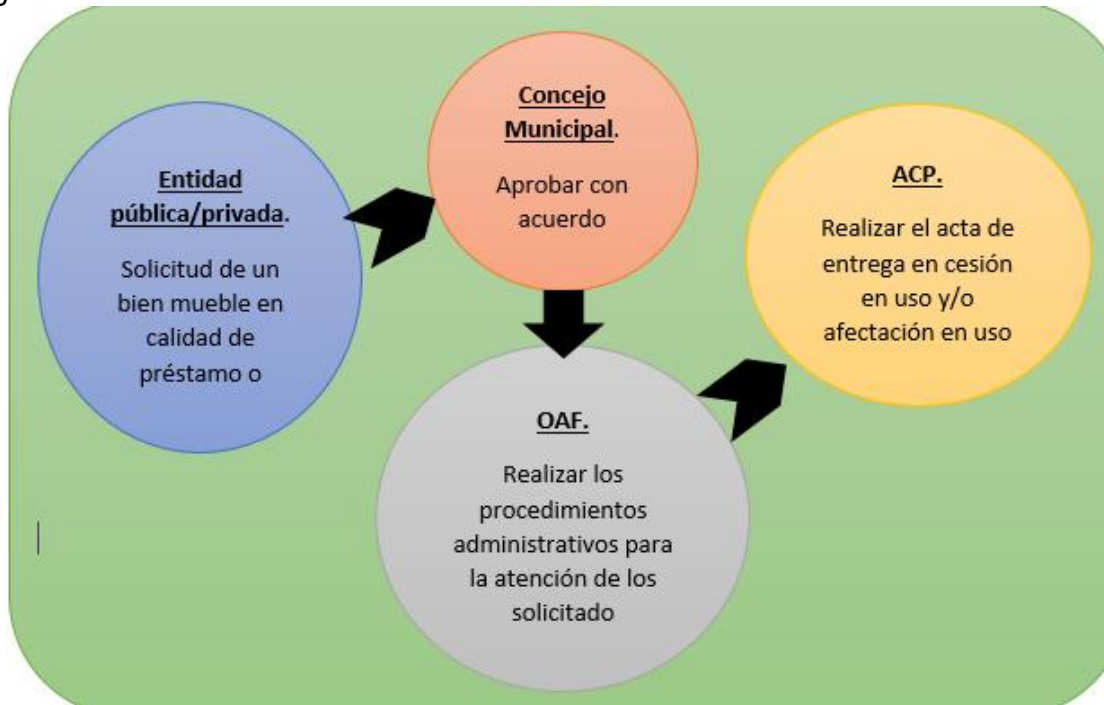 Entidad
pública/privada.
Solicitud de un
bien mueble en
calidad de
préstamo o
Concejo
Municipal.
Aprobar con
acuerdo
OAF.
Realizar los
procedimientos
administrativos para
la atención de los
solicitado
ACP.
Realizar el acta de
entrega en cesión
en uso y/o
afectación en uso